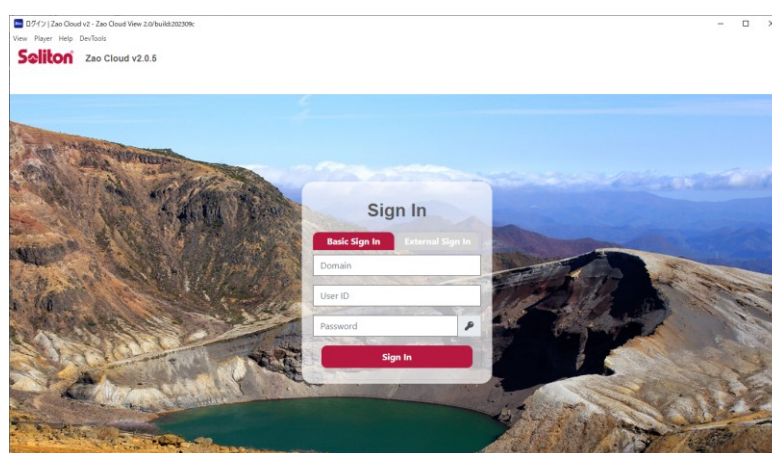 Zao ログイン | Zao Cloud v2 - Zao Cloud View 2.0/build:202309c
View Player Help DevTools
Soliton Zao Cloud v2.0.5
Sign In
Basic Sign In External Sign In
Domain
User ID
Password
Sign In